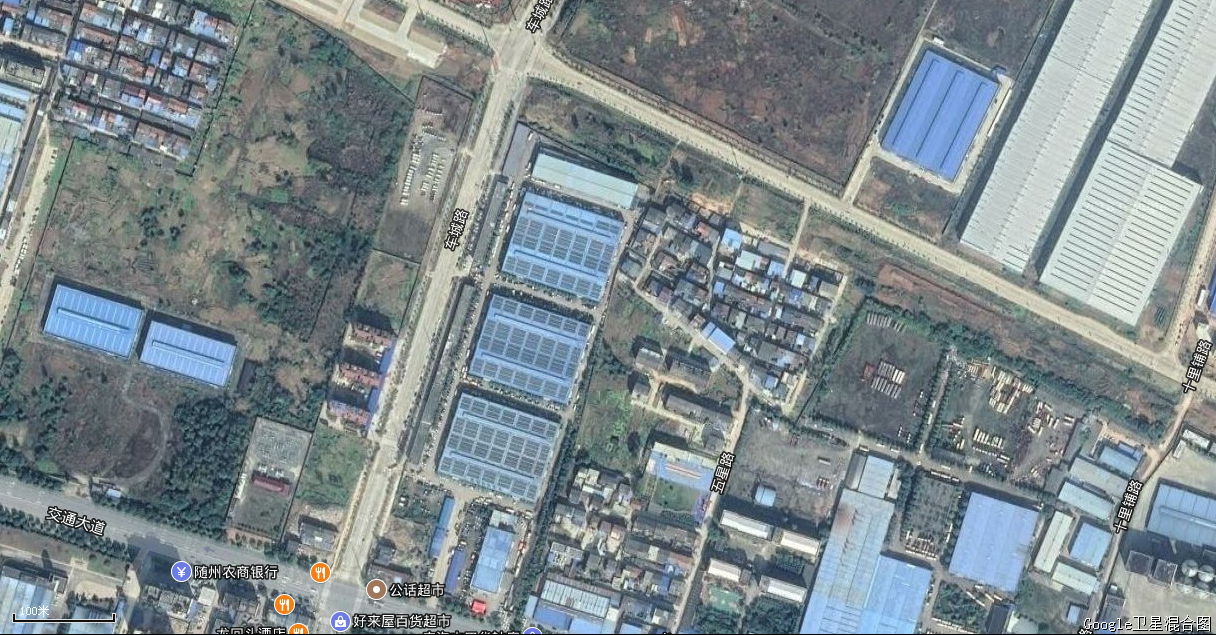 车城路
车城路
十里铺路
五星路
十里铺路
交通大道
随州农商银行
公话超市
100米
好来屋百货超市
Google卫星混合图